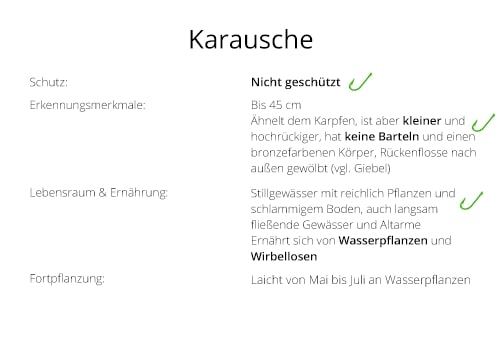 Karausche
Schutz:
Nicht geschützt
Erkennungsmerkmale:
Bis 45 cm
Ähnelt dem Karpfen, ist aber kleiner und
hochrückiger, hat keine Barteln und einen
bronzefarbenen Körper, Rückenflosse nach
außen gewölbt (vgl. Giebel)
Lebensraum & Ernährung:
Stillgewässer mit reichlich Pflanzen und
schlammigem Boden, auch langsam
fließende Gewässer und Altarme
Ernährt sich von Wasserpflanzen und
Wirbellosen
Fortpflanzung:
Laicht von Mai bis Juli an Wasserpflanzen